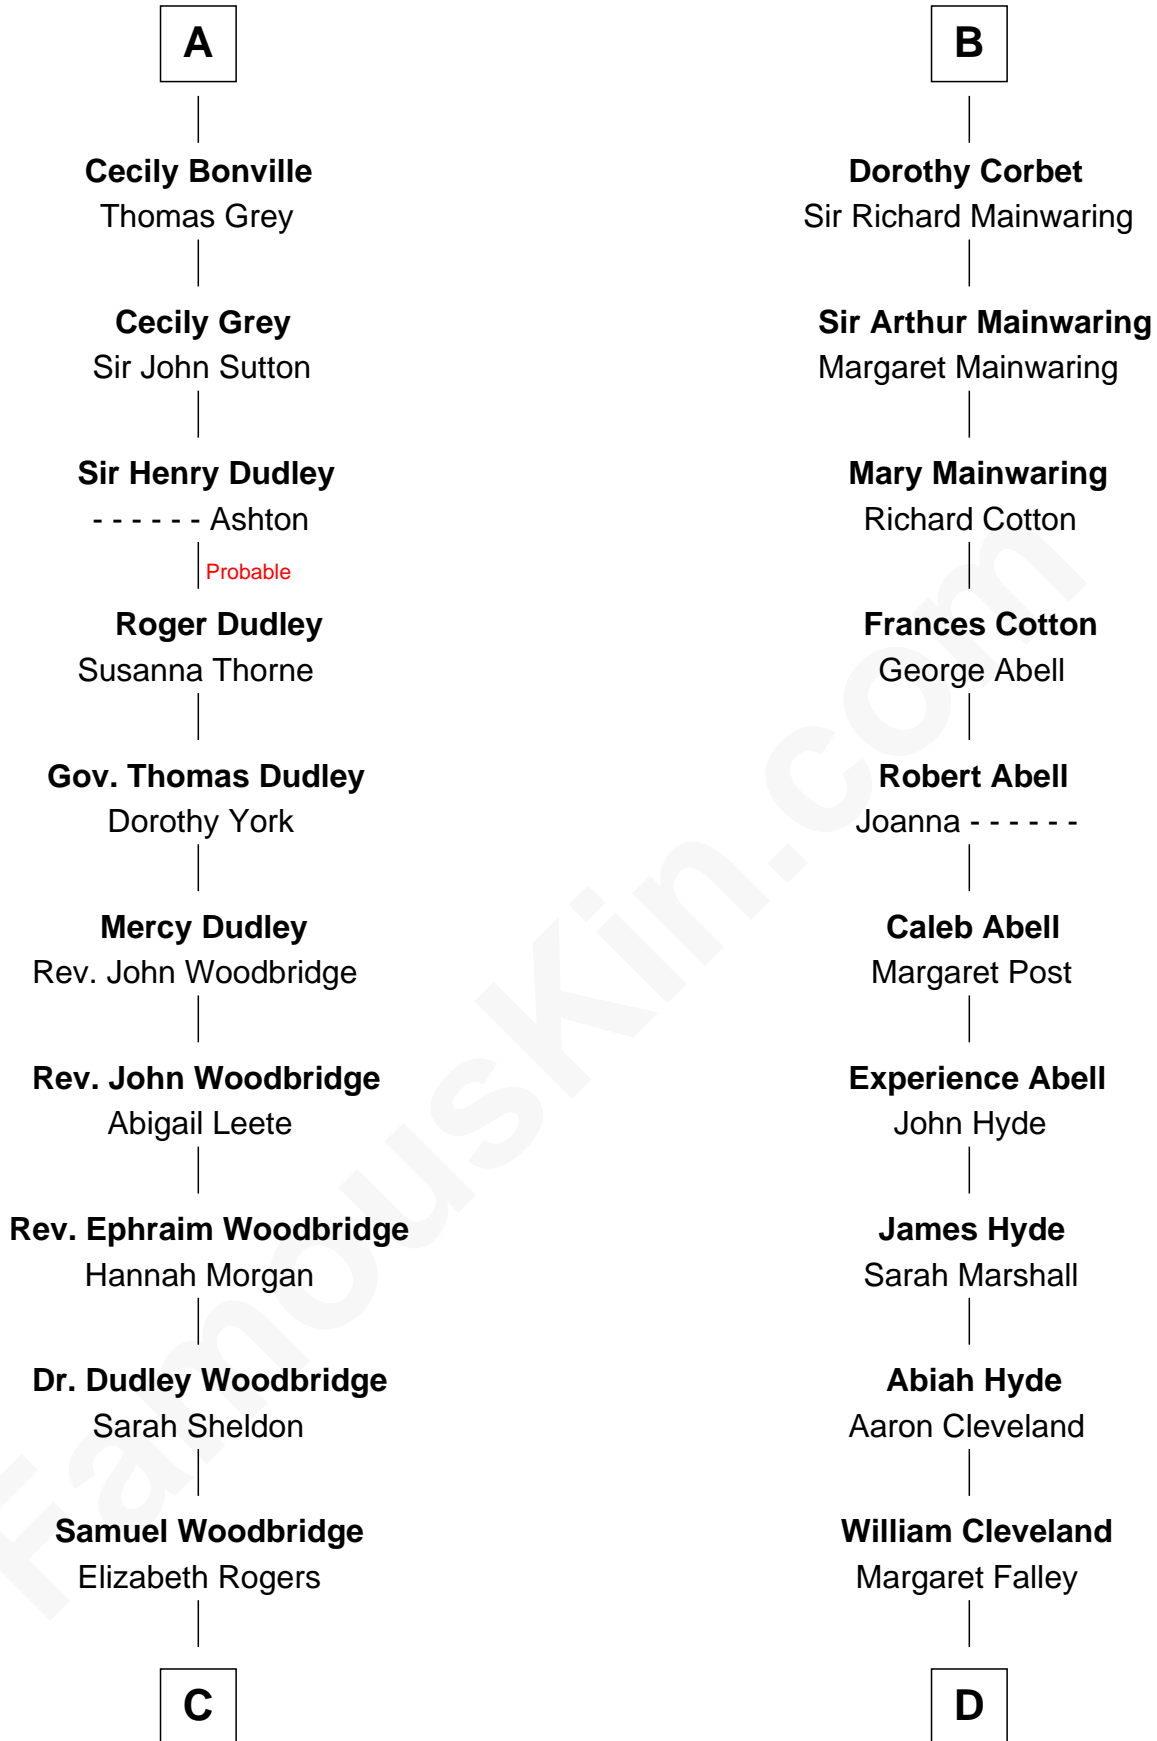 A
Cecily Bonville
Thomas Grey
Cecily Grey
Sir John Sutton
Sir Henry Dudley
- - - - - - Ashton
Probable
Roger Dudley
Susanna Thorne
Gov. Thomas Dudley
Dorothy York
Mercy Dudley
Rev. John Woodbridge
Rev. John Woodbridge
Abigail Leete
Rev. Ephraim Woodbridge
Hannah Morgan
Dr. Dudley Woodbridge
Sarah Sheldon
Samuel Woodbridge
Elizabeth Rogers
C
B
Dorothy Corbet
Sir Richard Mainwaring
Sir Arthur Mainwaring
Margaret Mainwaring
Mary Mainwaring
Richard Cotton
Frances Cotton
George Abell
Robert Abell
Joanna - - - - - -
Caleb Abell
Margaret Post
Experience Abell
John Hyde
James Hyde
Sarah Marshall
Abiah Hyde
Aaron Cleveland
William Cleveland
Margaret Falley
D
FamousKin.com